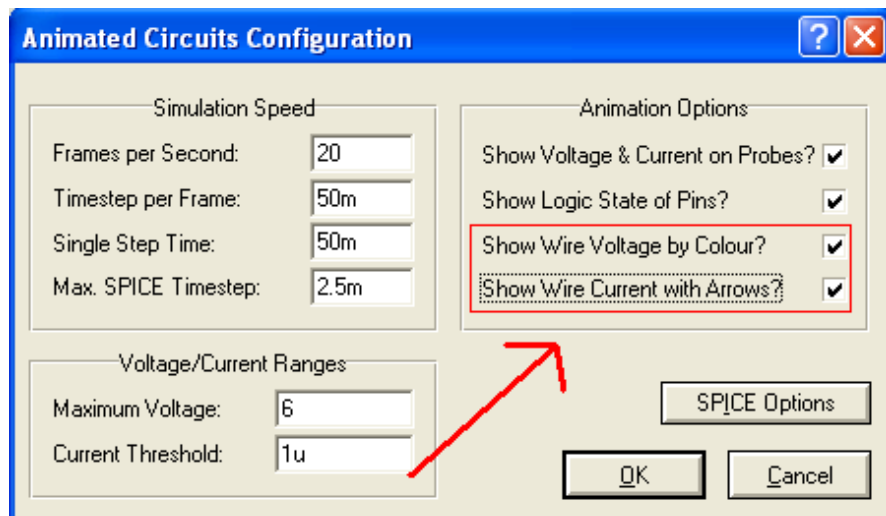 Animated Circuits Configuration
Simulation Speed
Frames per Second: 20
Timestep per Frame: 50m
Single Step Time: 50m
Max. SPICE Timestep: 2.5m
Animation Options
Show Voltage & Current on Probes?
Show Logic State of Pins?
Show Wire Voltage by Colour?
Show Wire Current with Arrows?
Voltage/Current Ranges
Maximum Voltage: 6
Current Threshold: 1u
SPICE Options
OK Cancel